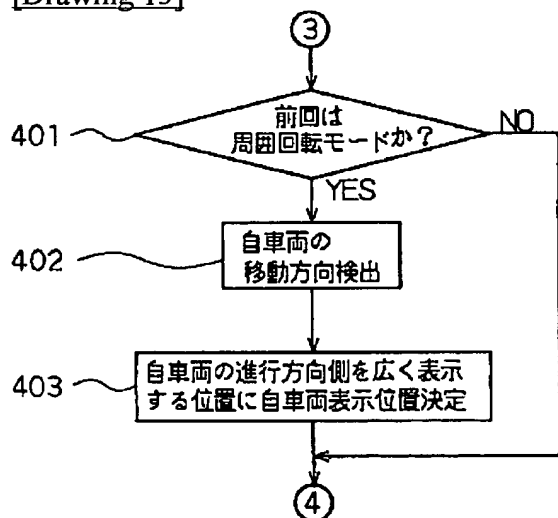 ③
401
前回は
周囲回転モードか？
NO
YES
402
自車両の
移動方向検出
403
自車両の進行方向側を広く表示
する位置に自車両表示位置決定
④